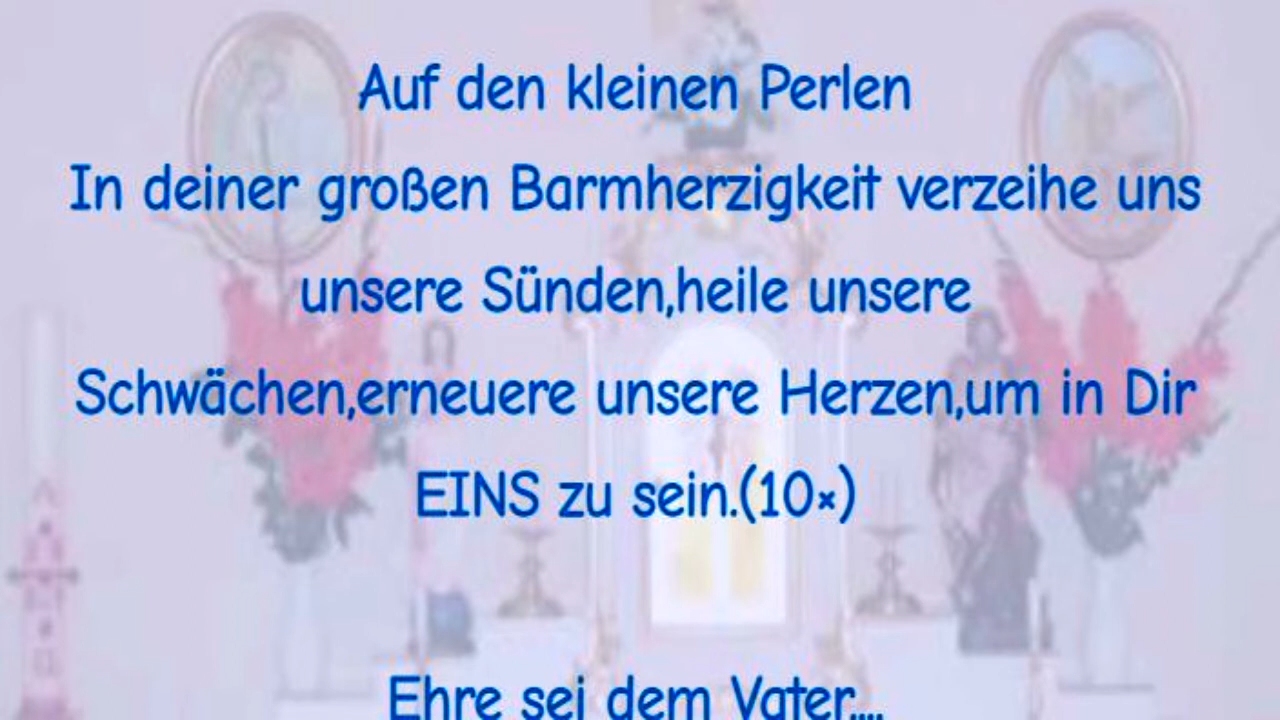 Auf den kleinen Perlen
In deiner großen Barmherzigkeit verzeihe uns
unsere Sünden,heile unsere
Schwächen,erneuere unsere Herzen,um in Dir
EINS zu sein.(10×)
Ehre sei dem Vater....